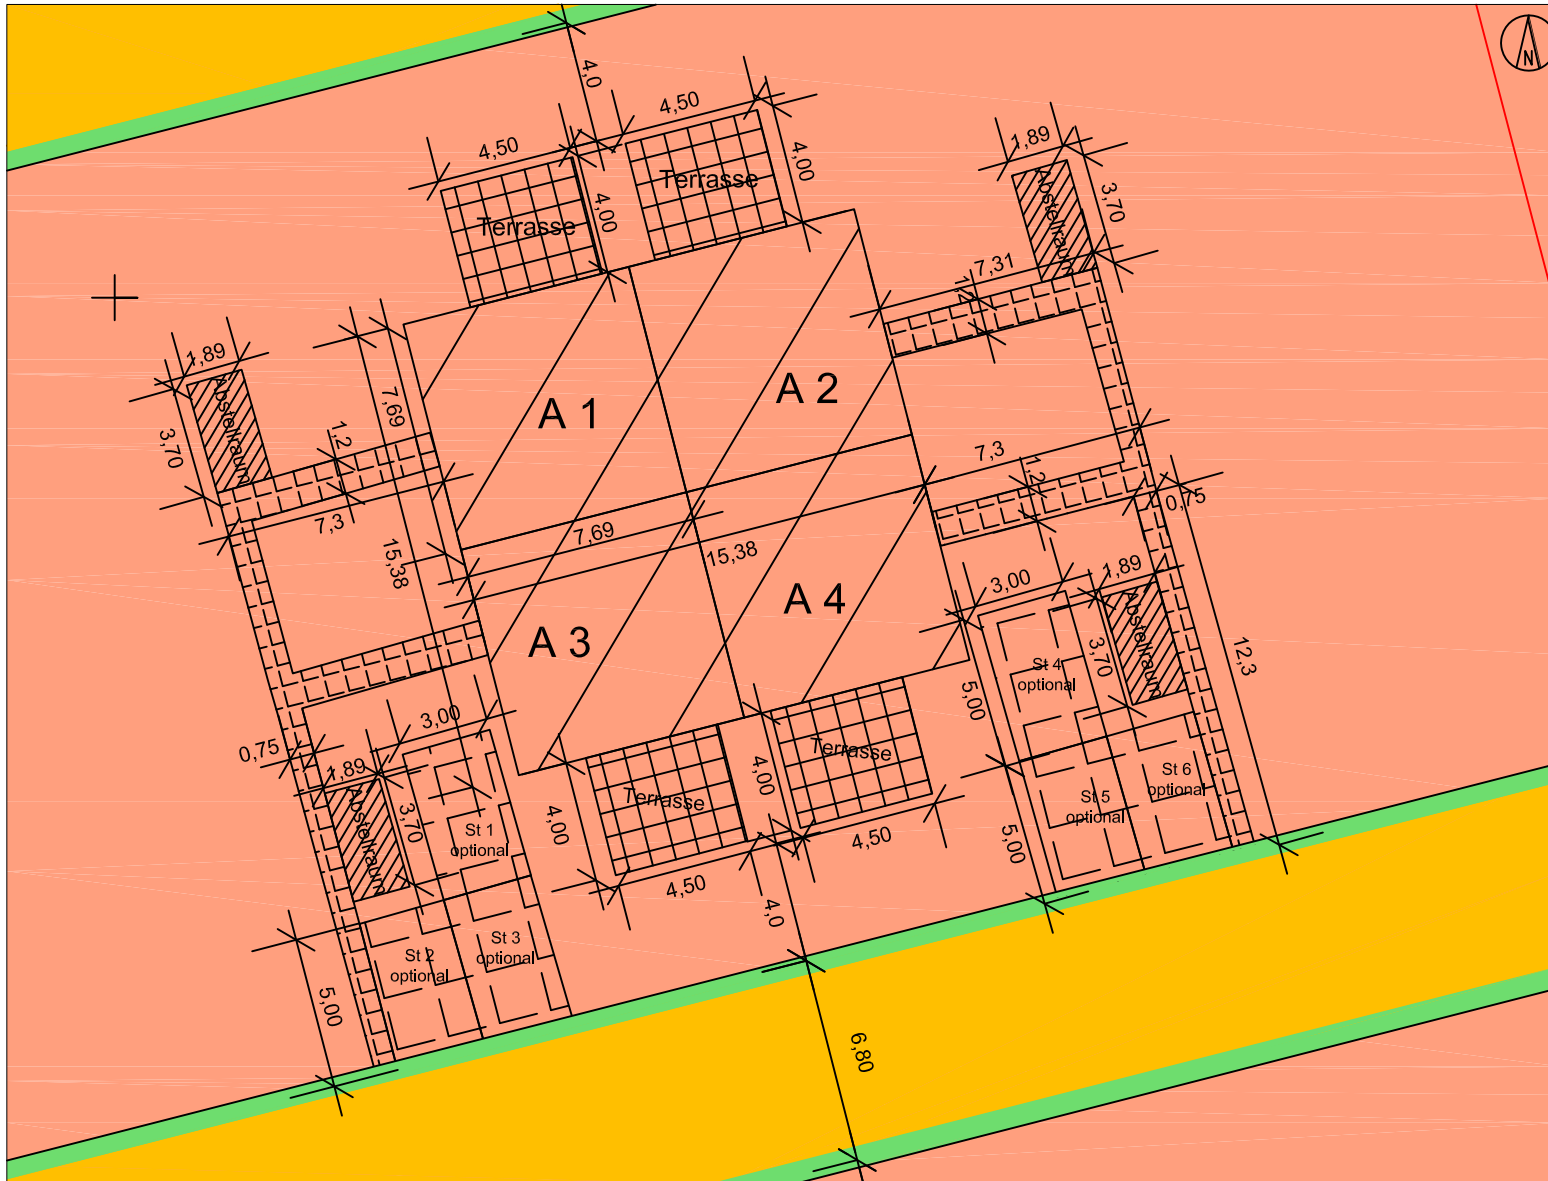 N
4,0
4,50
4,50
4,00
4,00
Terrasse
Terrasse
1,89
3,70
Abstellraum
7,31
1,2
1,89
3,70
Abstellraum
7,69
1,2
7,3
15,38
A 1
A 2
7,3
1,2
0,75
7,69
15,38
A 3
A 4
3,00
1,89
Abstellraum
3,70
12,3
St 4
optional
5,00
0,75
3,00
1,89
Abstellraum
3,70
St 1
optional
4,00
Terrasse
4,00
Terrasse
St 6
optional
St 5
optional
5,00
4,50
4,50
4,0
St 3
optional
St 2
optional
5,00
6,80